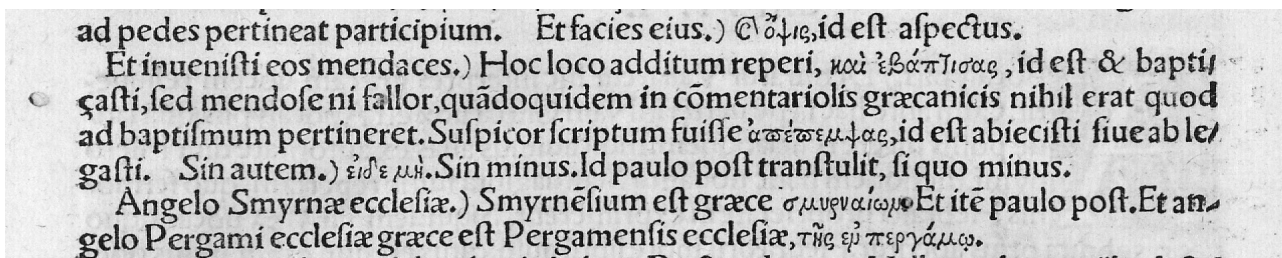 ad pedes pertineat participium. Et facies eius.) ὄψις,id eſt aſpectus.
Et inueniſti eos mendaces.) Hoc loco additum reperi, καὶ ἐβάπτισας, id eſt & bapti/
çaſti,ſed mendoſe ni fallor,quādoquidem in cōmentariolis græcanicis nihil erat quod
ad baptiſmum pertineret.Suſpicor ſcriptum fuiſſe ἀπέπεμψας,id eſt abieciſti ſiue able/
gaſti. Sin autem.) εἰδὲ μὴ.Sin minus.Id paulo poſt tranſtulit, ſi quo minus.
Angelo Smyrnæ eccleſiæ.) Smyrnēſium eſt græce σμυρναίων Et itē paulo poſt.Et an-
gelo Pergami eccleſiæ græce eſt Pergamenſis eccleſiæ,τῆς ἐν περγάμῳ.